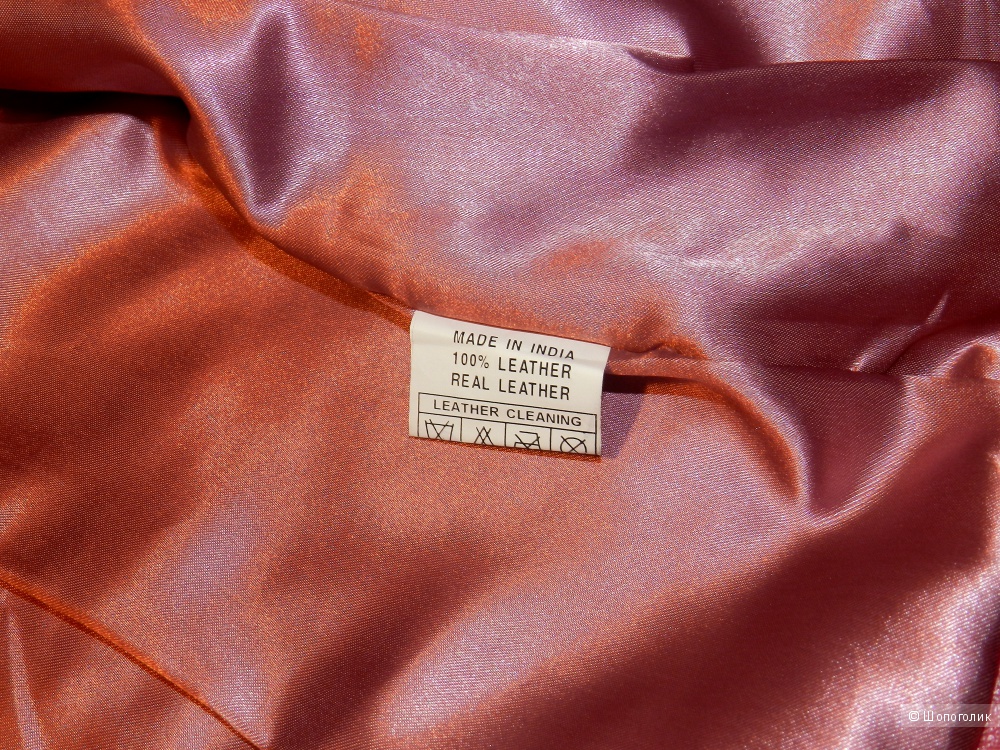 MADE IN INDIA
100% LEATHER
REAL LEATHER
LEATHER CLEANING
© Шопоголик